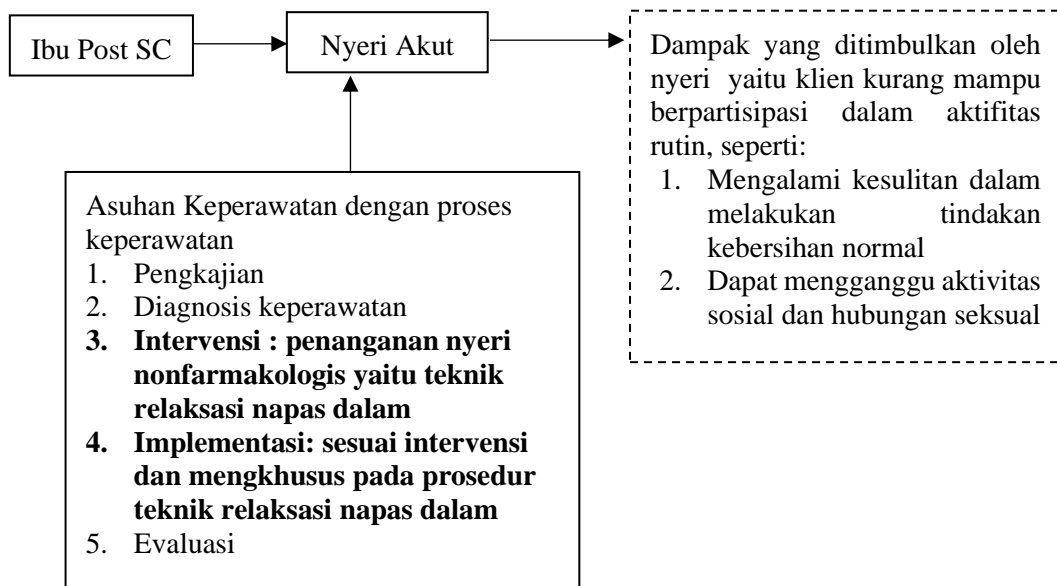 Ibu Post SC
Nyeri Akut
Dampak yang ditimbulkan oleh
nyeri yaitu klien kurang mampu
berpartisipasi dalam aktifitas
rutin, seperti:
1. Mengalami kesulitan dalam
melakukan tindakan
kebersihan normal
2. Dapat mengganggu aktivitas
sosial dan hubungan seksual
Asuhan Keperawatan dengan proses
keperawatan
1. Pengkajian
2. Diagnosis keperawatan
3. Intervensi : penanganan nyeri
nonfarmakologis yaitu teknik
relaksasi napas dalam
4. Implementasi: sesuai intervensi
dan mengkhusus pada prosedur
teknik relaksasi napas dalam
5. Evaluasi